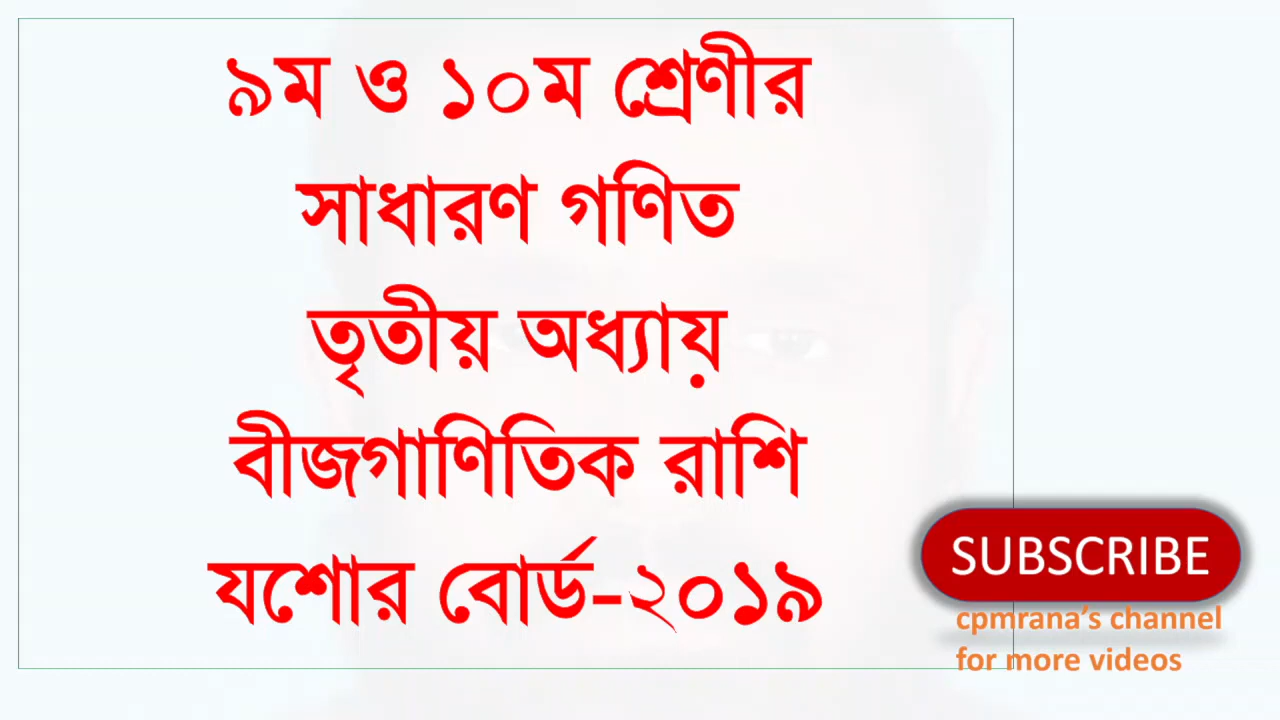 ৯ম ও ১০ম শ্রেণীর
সাধারণ গণিত
তৃতীয় অধ্যায়
বীজগাণিতিক রাশি
যশোর বোর্ড-২০১৯
SUBSCRIBE
cpmrana’s channel
for more videos